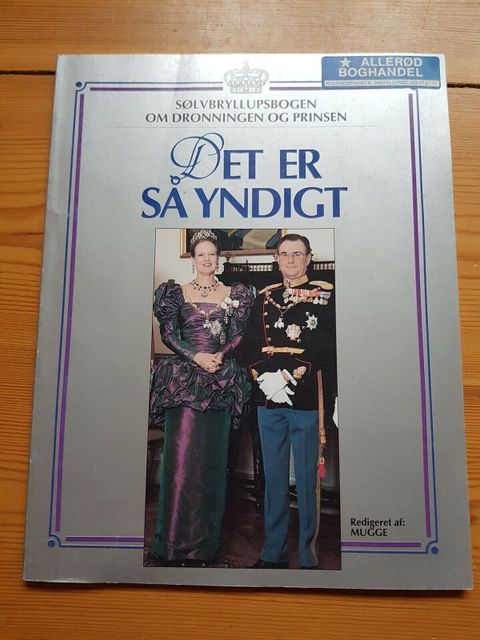 ★ ALLERØD
BOGHANDEL
SØLVBRYLLUPSBOGEN
OM DRONNINGEN OG PRINSEN
DET ER
SÅ YNDIGT
Redigeret af:
MUGGE